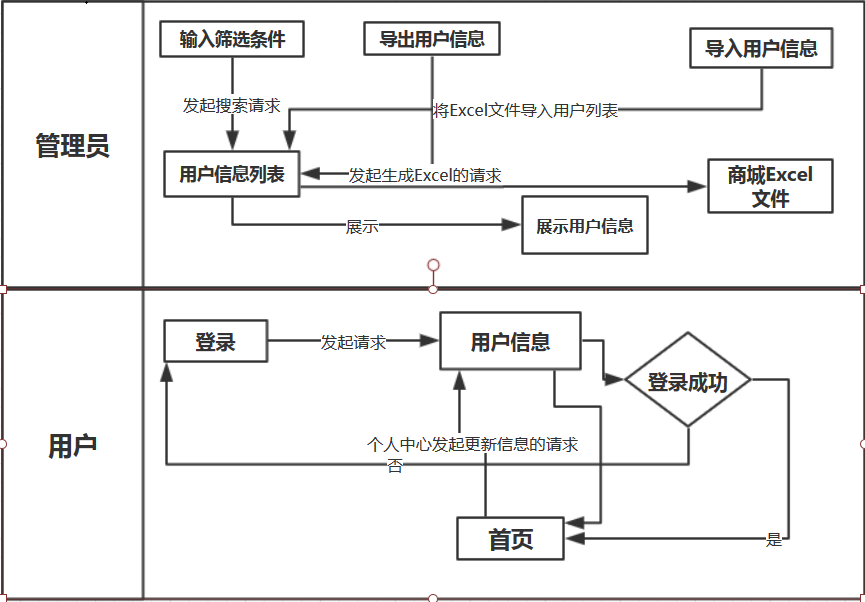 输入筛选条件
导出用户信息
导入用户信息
发起搜索请求
将Excel文件导入用户列表
管理员
用户信息列表
发起生成Excel的请求
商城Excel
文件
展示
展示用户信息
登录
发起请求
用户信息
登录成功
用户
个人中心发起更新信息的请求
否
首页
是